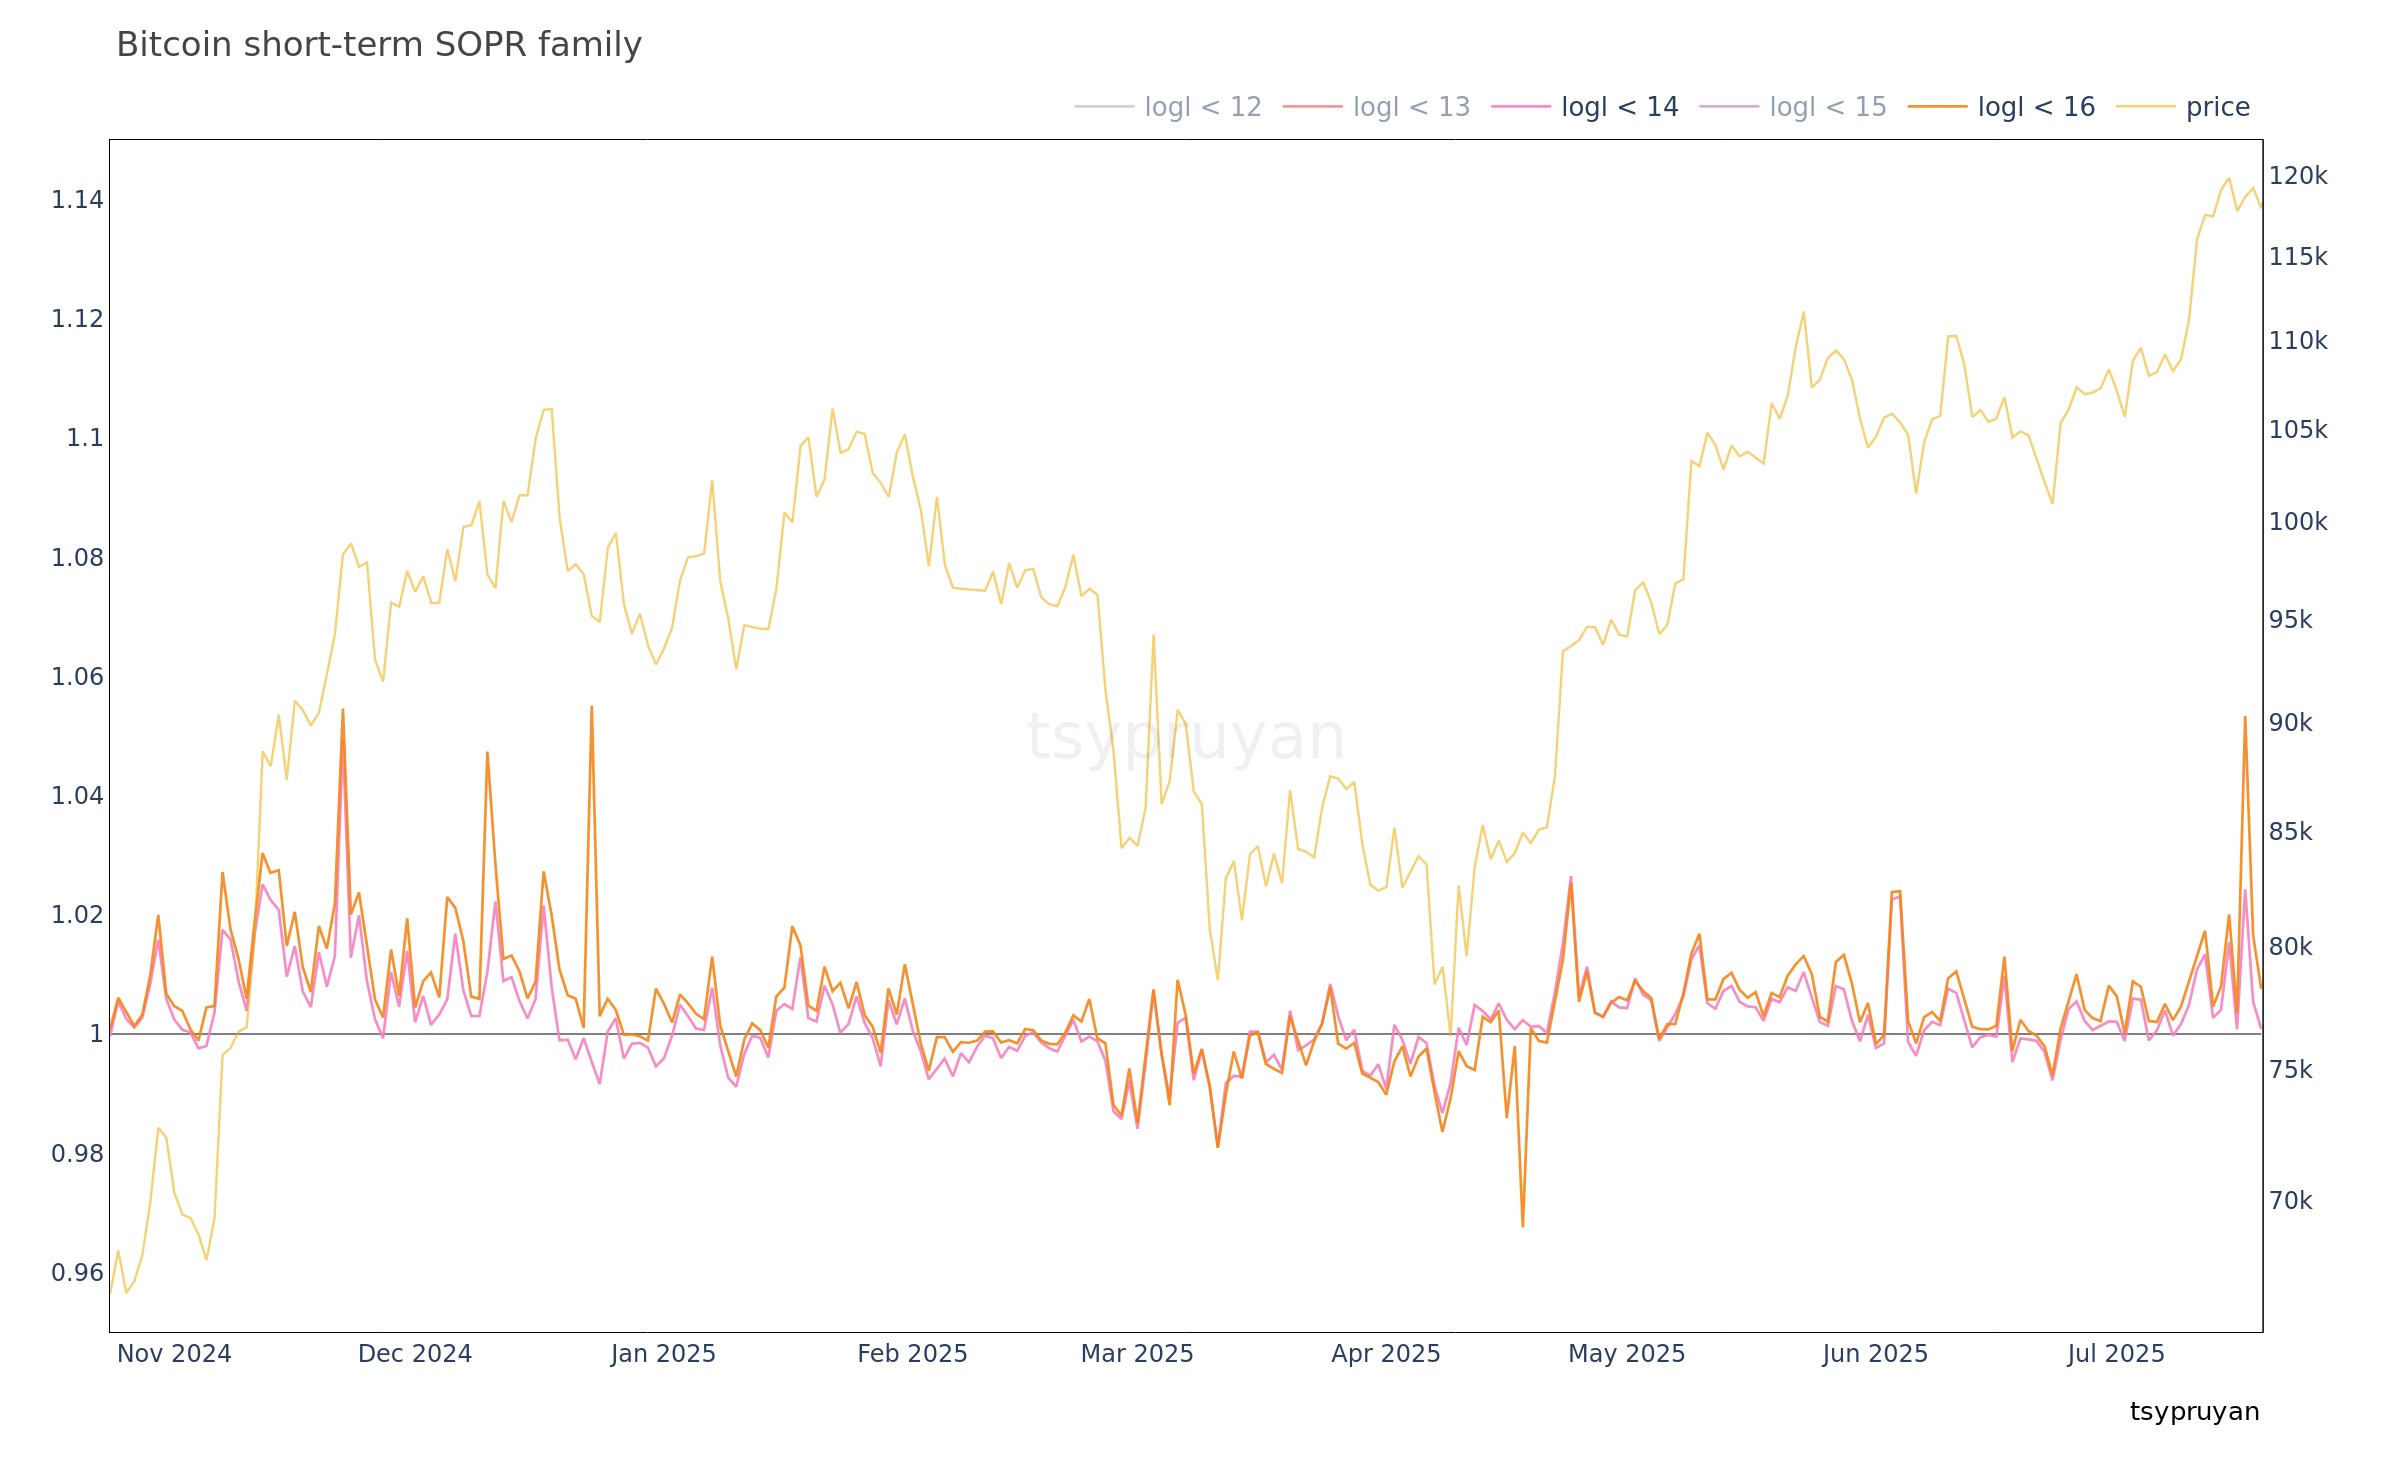 Bitcoin short-term SOPR family
logl < 12 logl < 13 logl < 14 logl < 15 logl < 16 price
1.14
1.12
1.1
1.08
1.06
1.04
1.02
1
0.98
0.96
120k
115k
110k
105k
100k
95k
90k
85k
80k
75k
70k
tsypruyan
Nov 2024 Dec 2024 Jan 2025 Feb 2025 Mar 2025 Apr 2025 May 2025 Jun 2025 Jul 2025
tsypruyan